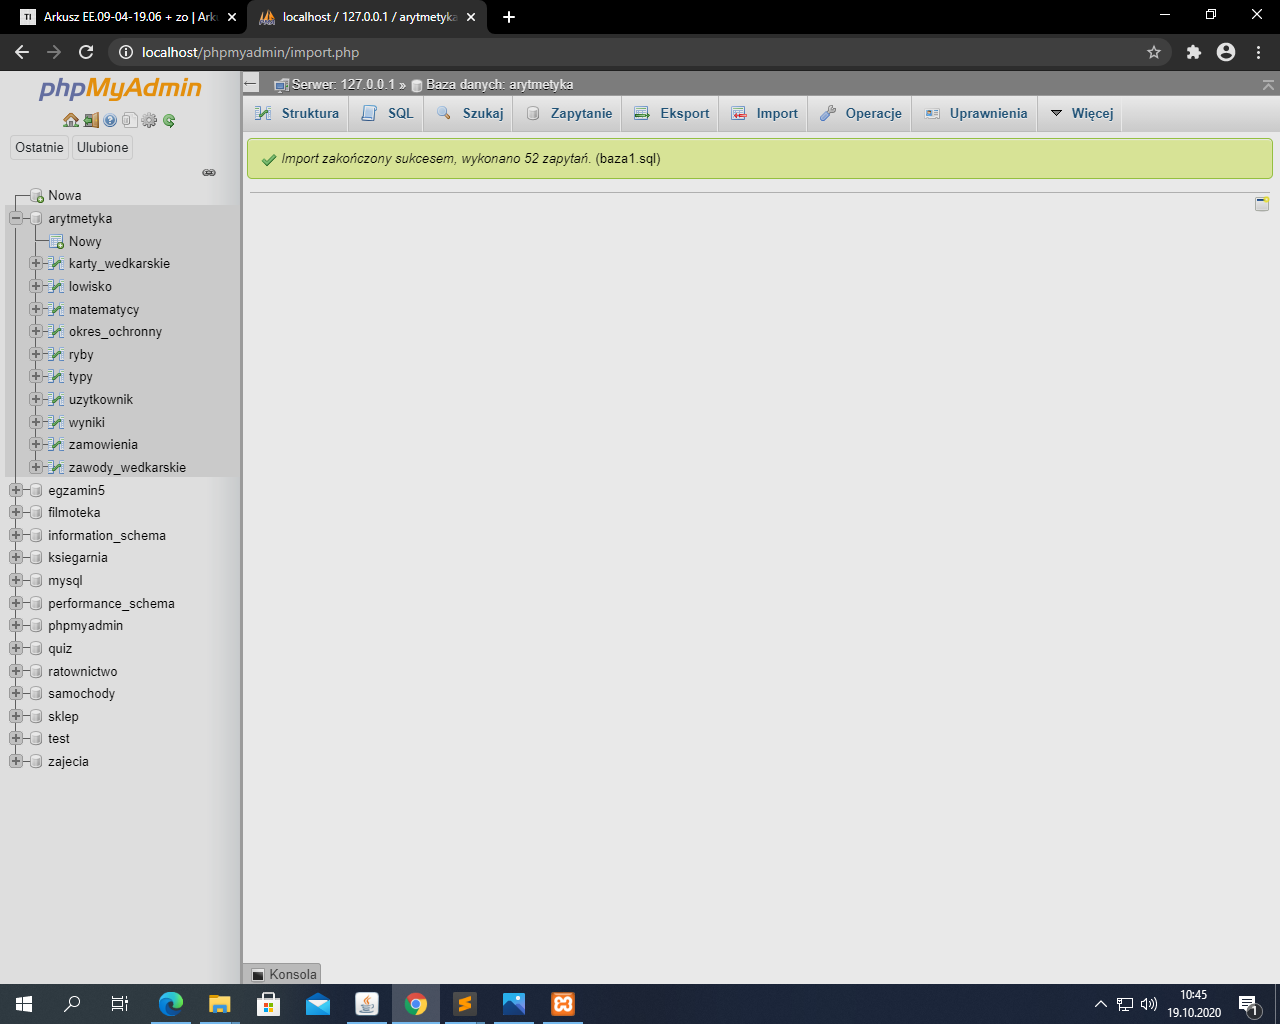 Arkusz EE.09-04-19.06 + zo | Ark
localhost / 127.0.0.1 / arytmetyka
localhost/phpmyadmin/import.php
phpMyAdmin
Ostatnie
Ulubione
Nowa
arytmetyka
Nowy
karty_wedkarskie
lowisko
matematycy
okres_ochronny
ryby
typy
uzytkownik
wyniki
zamowienia
zawody_wedkarskie
egzamin5
filmoteka
information_schema
ksiegarnia
mysql
performance_schema
phpmyadmin
quiz
ratownictwo
samochody
sklep
test
zajecia
Serwer: 127.0.0.1 » Baza danych: arytmetyka
Struktura SQL Szukaj Zapytanie Eksport Import Operacje Uprawnienia Więcej
Import zakończony sukcesem, wykonano 52 zapytań. (baza1.sql)
Konsola
10:45
19.10.2020
1